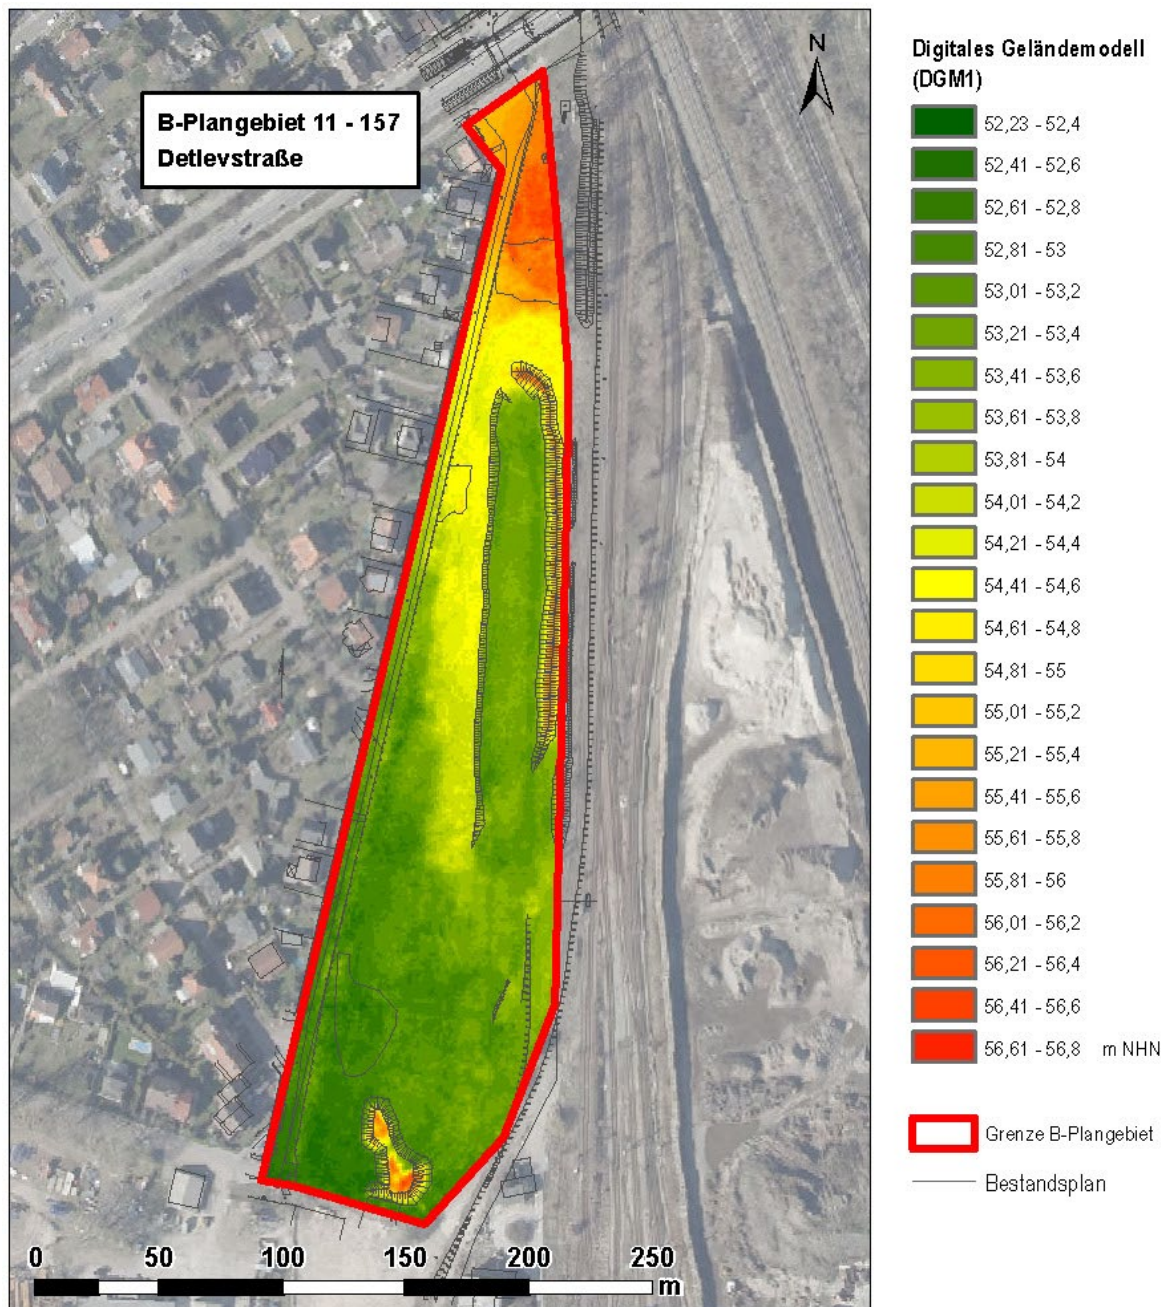 B-Plangebiet 11 - 157
Detlevstraße
N
Digitales Geländemodell
(DGM1)
52,23 - 52,4
52,41 - 52,6
52,61 - 52,8
52,81 - 53
53,01 - 53,2
53,21 - 53,4
53,41 - 53,6
53,61 - 53,8
53,81 - 54
54,01 - 54,2
54,21 - 54,4
54,41 - 54,6
54,61 - 54,8
54,81 - 55
55,01 - 55,2
55,21 - 55,4
55,41 - 55,6
55,61 - 55,8
55,81 - 56
56,01 - 56,2
56,21 - 56,4
56,41 - 56,6
56,61 - 56,8 m NHN
Grenze B-Plangebiet
Bestandsplan
0 50 100 150 200 250
m